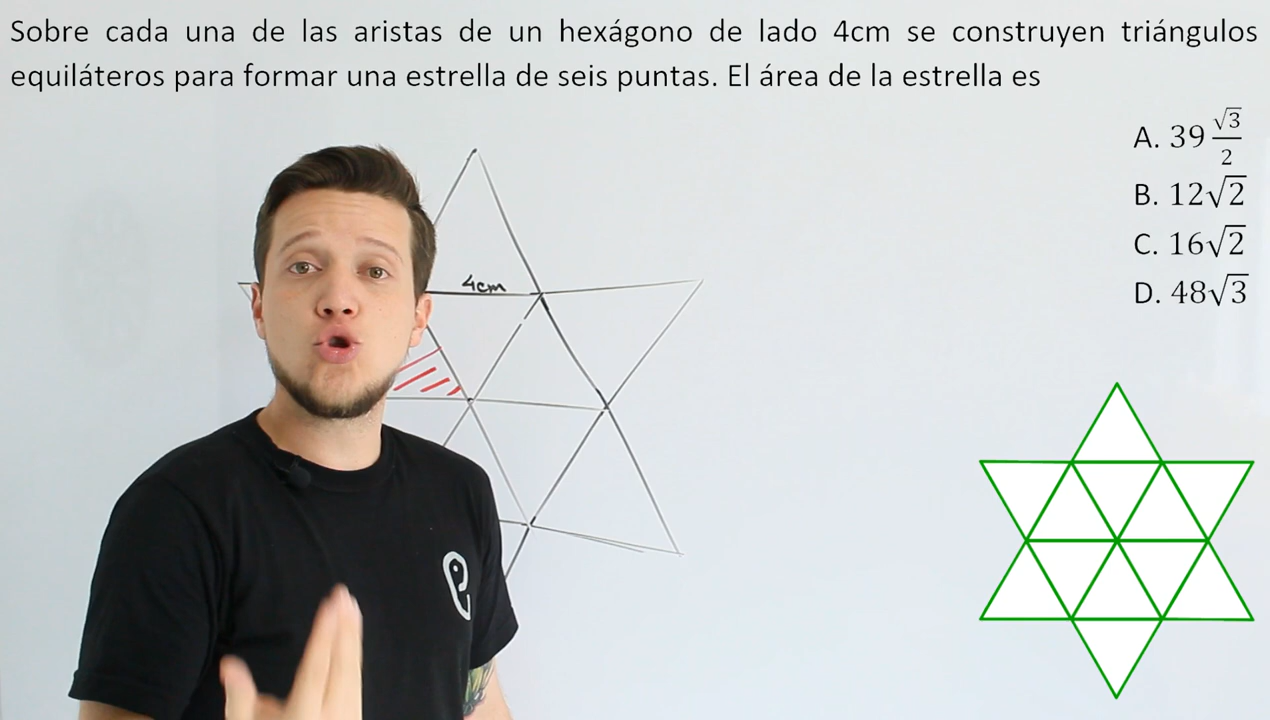 Sobre cada una de las aristas de un hexágono de lado 4cm se construyen triángulos
equiláteros para formar una estrella de seis puntas. El área de la estrella es
A. 39 √3/2
B. 12√2
C. 16√2
D. 48√3
4cm